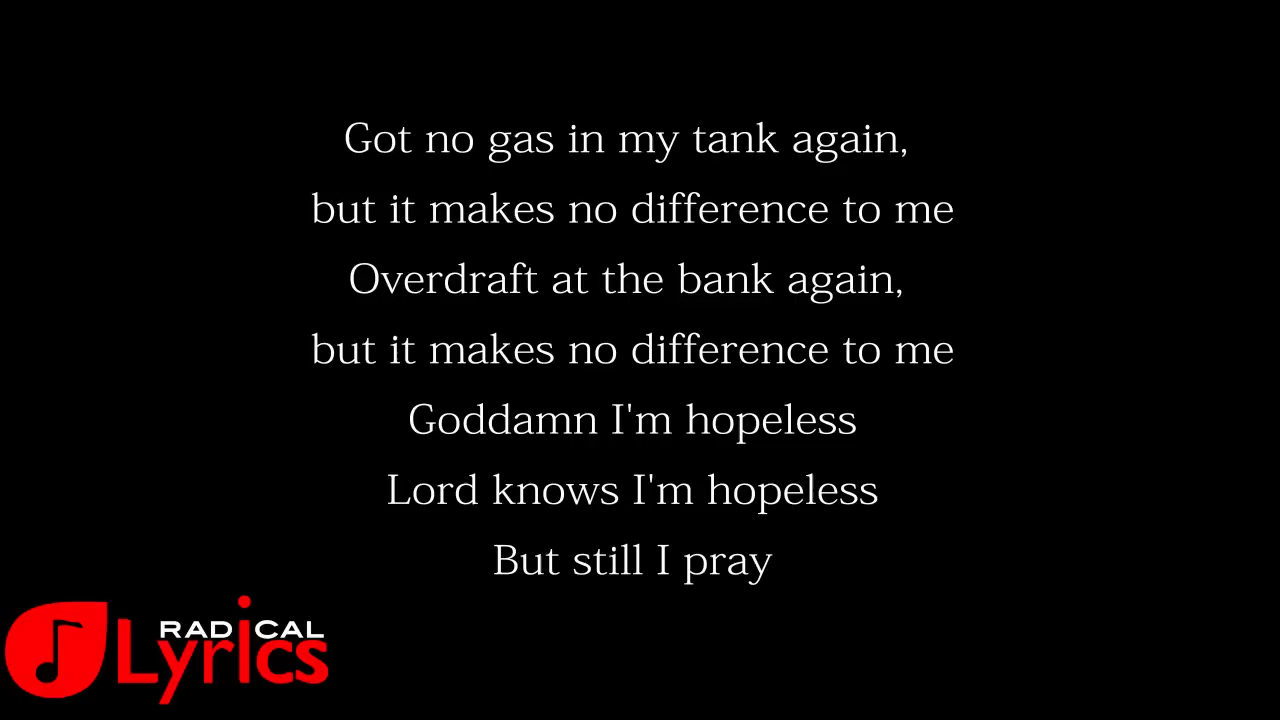 Got no gas in my tank again,
but it makes no difference to me
Overdraft at the bank again,
but it makes no difference to me
Goddamn I'm hopeless
Lord knows I'm hopeless
But still I pray
RADiCAL
Lyrics